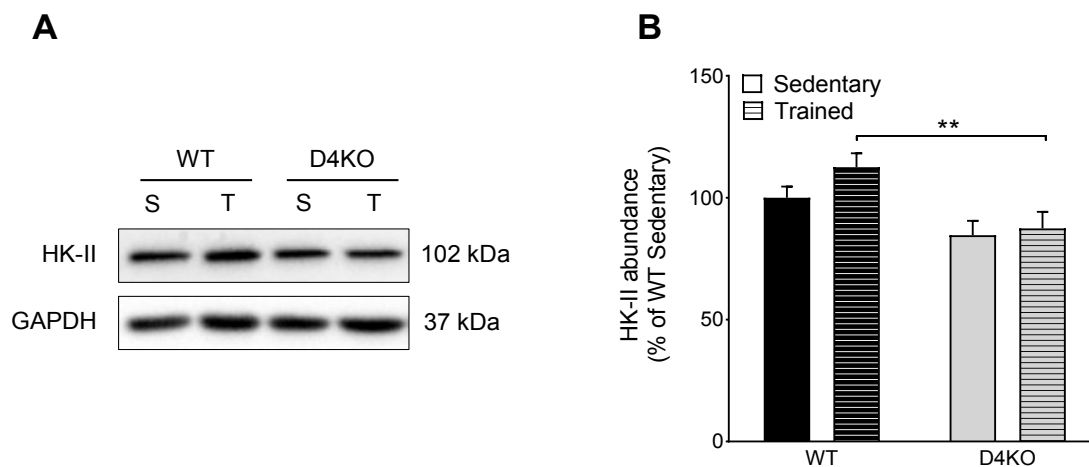 A
WT D4KO
S T S T
HK-II 102 kDa
GAPDH 37 kDa
B
HK-II abundance
(% of WT Sedentary)
150
100
50
0
Sedentary
Trained
**
WT D4KO